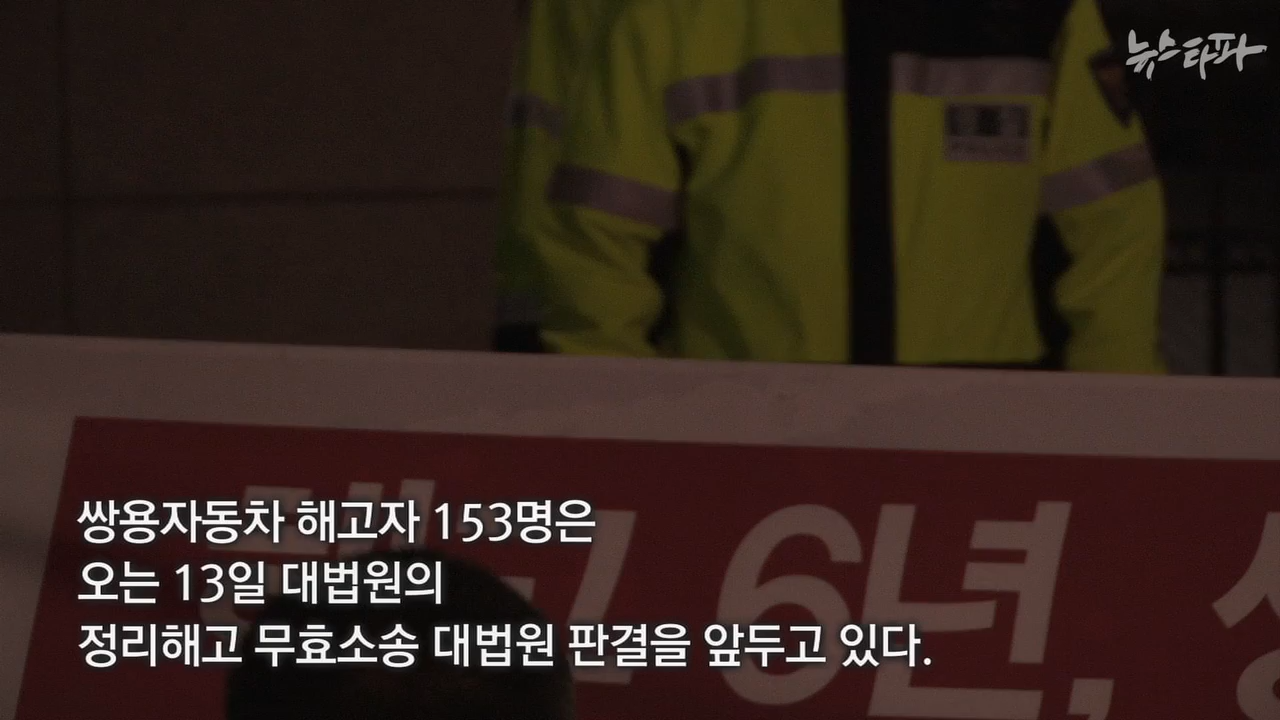 뉴스타파
6년,
쌍용자동차 해고자 153명은
오는 13일 대법원의
정리해고 무효소송 대법원 판결을 앞두고 있다.